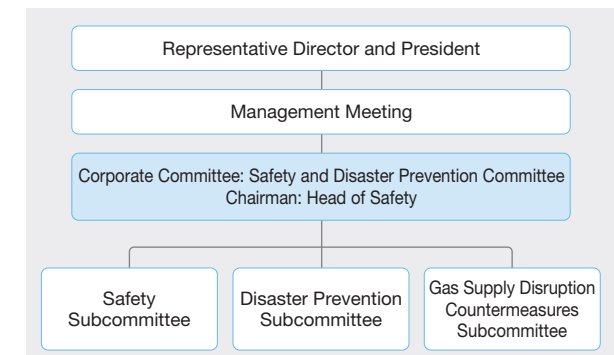 Representative Director and President
Management Meeting
Corporate Committee: Safety and Disaster Prevention Committee
Chairman: Head of Safety
Safety
Subcommittee
Disaster Prevention
Subcommittee
Gas Supply Disruption
Countermeasures
Subcommittee